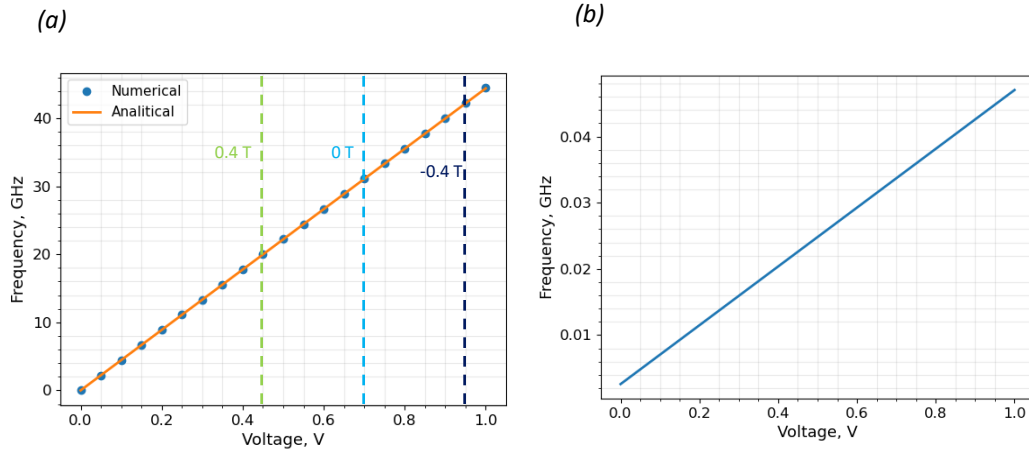 (a)
Numerical
Analitical
0.4 T
0 T
-0.4 T
Frequency, GHz
40
30
20
10
0
0.0 0.2 0.4 0.6 0.8 1.0
Voltage, V
(b)
Frequency, GHz
0.04
0.03
0.02
0.01
0.0 0.2 0.4 0.6 0.8 1.0
Voltage, V